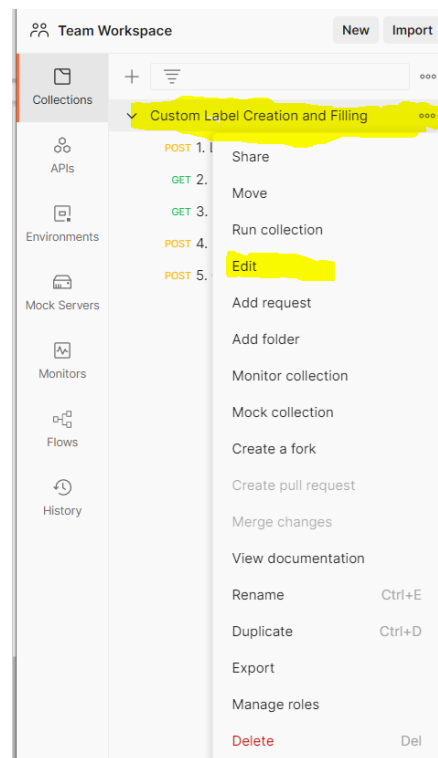 Team Workspace
New
Import
Collections
Custom Label Creation and Filling
POST 1.
GET 2.
GET 3.
POST 4.
POST 5.
APIs
Environments
Mock Servers
Monitors
Flows
History
Share
Move
Run collection
Edit
Add request
Add folder
Monitor collection
Mock collection
Create a fork
Create pull request
Merge changes
View documentation
Rename Ctrl+E
Duplicate Ctrl+D
Export
Manage roles
Delete Del